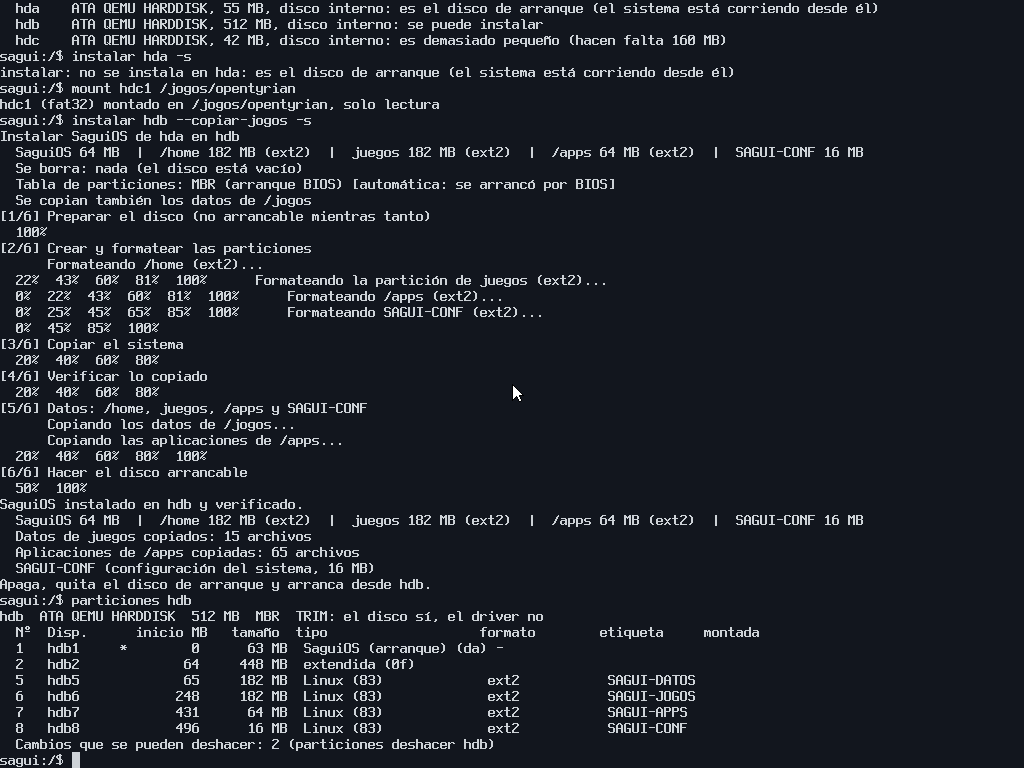 hda    ATA QEMU HARDDISK, 55 MB, disco interno: es el disco de arranque (el sistema está corriendo desde él)
hdb    ATA QEMU HARDDISK, 512 MB, disco interno: se puede instalar
hdc    ATA QEMU HARDDISK, 42 MB, disco interno: es demasiado pequeño (hacen falta 160 MB)
sagui:/$ instalar hda -s
instalar: no se instala en hda: es el disco de arranque (el sistema está corriendo desde él)
sagui:/$ mount hdc1 /jogos/opentyrian
hdc1 (fat32) montado en /jogos/opentyrian, solo lectura
sagui:/$ instalar hdb --copiar-jogos -s
Instalar SaguiOS de hda en hdb
  SaguiOS 64 MB  |  /home 182 MB (ext2)  |  juegos 182 MB (ext2)  |  /apps 64 MB (ext2)  |  SAGUI-CONF 16 MB
  Se borra: nada (el disco está vacío)
  Tabla de particiones: MBR (arranque BIOS) [automática: se arrancó por BIOS]
  Se copian también los datos de /jogos
[1/6] Preparar el disco (no arrancable mientras tanto)
  100%
[2/6] Crear y formatear las particiones
      Formateando /home (ext2)...
  22%  43%  60%  81%  100%      Formateando la partición de juegos (ext2)...
  0%  22%  43%  60%  81%  100%      Formateando /apps (ext2)...
  0%  25%  45%  65%  85%  100%      Formateando SAGUI-CONF (ext2)...
  0%  45%  85%  100%
[3/6] Copiar el sistema
  20%  40%  60%  80%
[4/6] Verificar lo copiado
  20%  40%  60%  80%
[5/6] Datos: /home, juegos, /apps y SAGUI-CONF
      Copiando los datos de /jogos...
      Copiando las aplicaciones de /apps...
  20%  40%  60%  80%  100%
[6/6] Hacer el disco arrancable
  50%  100%
SaguiOS instalado en hdb y verificado.
  SaguiOS 64 MB  |  /home 182 MB (ext2)  |  juegos 182 MB (ext2)  |  /apps 64 MB (ext2)  |  SAGUI-CONF 16 MB
  Datos de juegos copiados: 15 archivos
  Aplicaciones de /apps copiadas: 65 archivos
  SAGUI-CONF (configuración del sistema, 16 MB)
Apaga, quita el disco de arranque y arranca desde hdb.
sagui:/$ particiones hdb
hdb  ATA QEMU HARDDISK  512 MB  MBR  TRIM: el disco sí, el driver no
  Nº  Disp.      inicio MB   tamaño  tipo                   formato        etiqueta     montada
  1   hdb1     *        0      63 MB  SaguiOS (arranque) (da) -
  2   hdb2             64     448 MB  extendida (0f)
  5   hdb5             65     182 MB  Linux (83)             ext2           SAGUI-DATOS
  6   hdb6            248     182 MB  Linux (83)             ext2           SAGUI-JOGOS
  7   hdb7            431      64 MB  Linux (83)             ext2           SAGUI-APPS
  8   hdb8            496      16 MB  Linux (83)             ext2           SAGUI-CONF
  Cambios que se pueden deshacer: 2 (particiones deshacer hdb)
sagui:/$